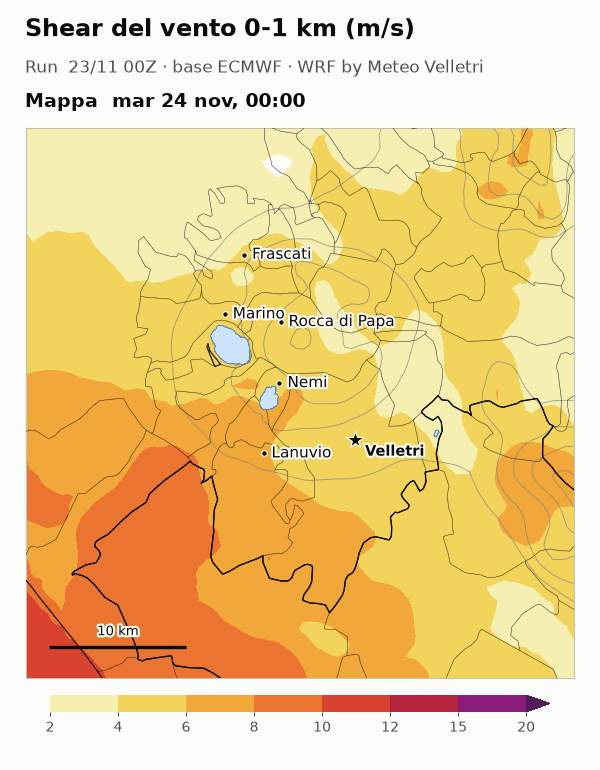 Shear del vento 0-1 km (m/s)
Run  23/11 00Z · base ECMWF · WRF by Meteo Velletri
Mappa  mar 24 nov, 00:00
Frascati
Marino
Rocca di Papa
Nemi
Velletri
Lanuvio
10 km
2 4 6 8 10 12 15 20